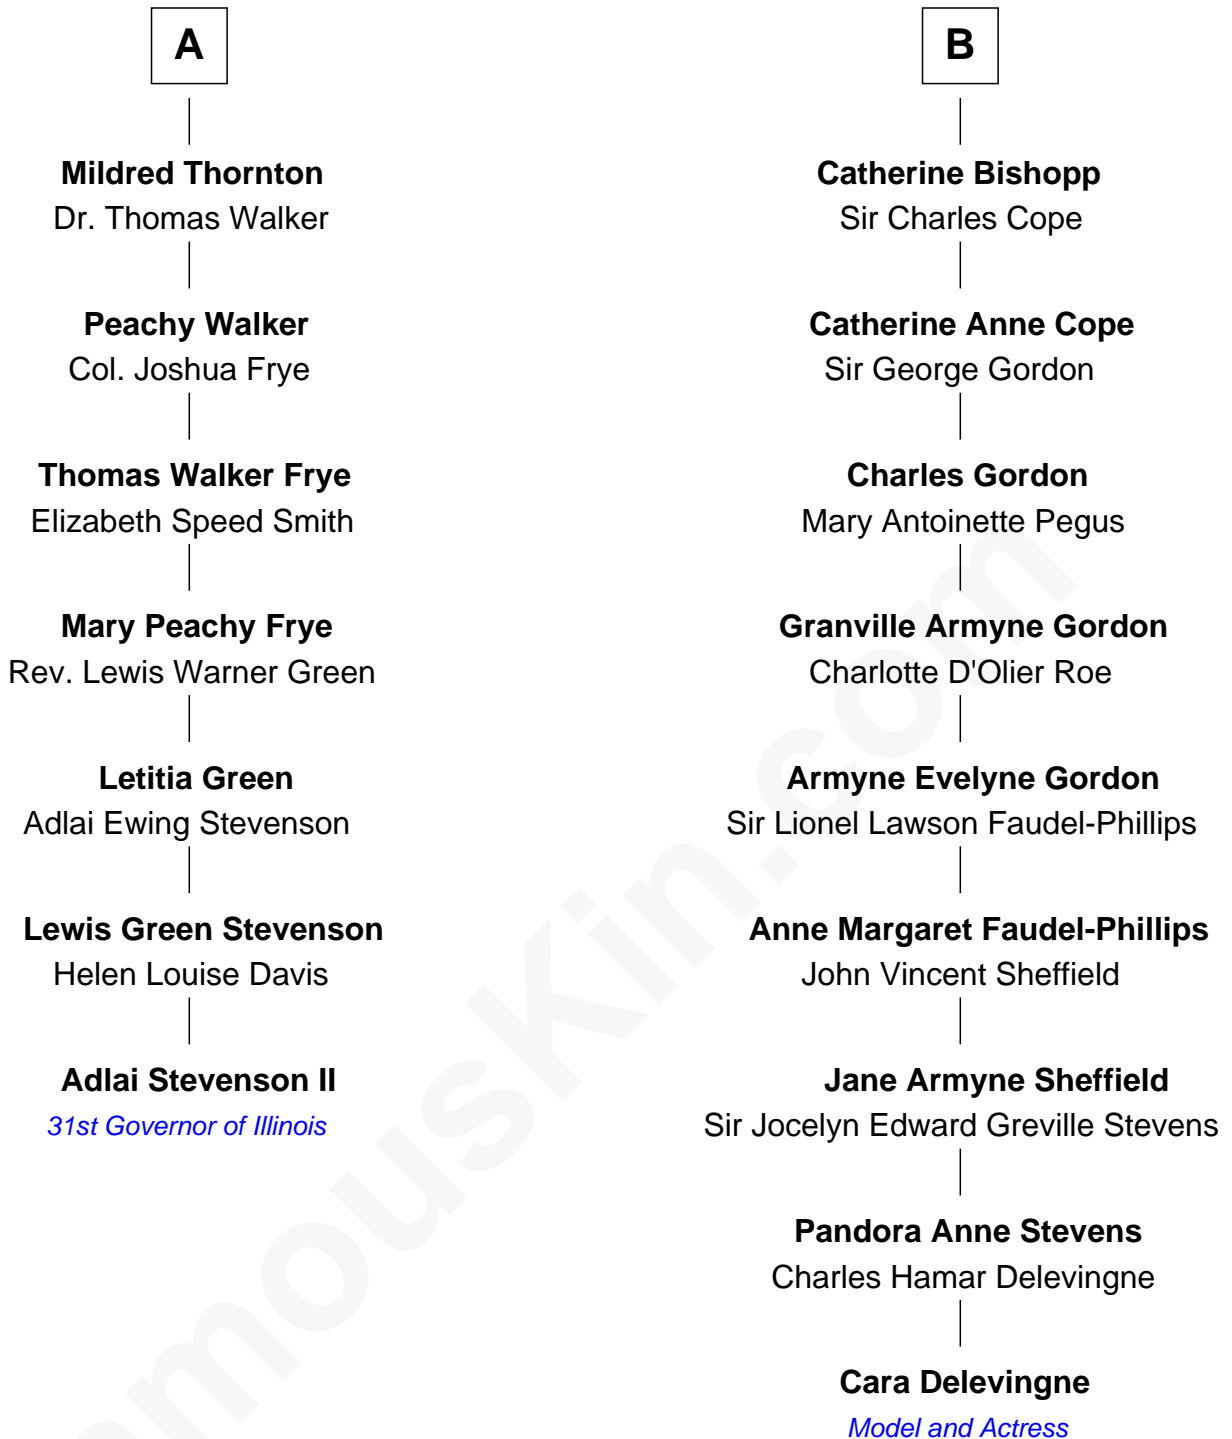 A
Mildred Thornton
Dr. Thomas Walker
Peachy Walker
Col. Joshua Frye
Thomas Walker Frye
Elizabeth Speed Smith
Mary Peachy Frye
Rev. Lewis Warner Green
Letitia Green
Adlai Ewing Stevenson
Lewis Green Stevenson
Helen Louise Davis
Adlai Stevenson II
31st Governor of Illinois
B
Catherine Bishopp
Sir Charles Cope
Catherine Anne Cope
Sir George Gordon
Charles Gordon
Mary Antoinette Pegus
Granville Armyne Gordon
Charlotte D'Olier Roe
Armyne Evelyne Gordon
Sir Lionel Lawson Faudel-Phillips
Anne Margaret Faudel-Phillips
John Vincent Sheffield
Jane Armyne Sheffield
Sir Jocelyn Edward Greville Stevens
Pandora Anne Stevens
Charles Hamar Delevingne
Cara Delevingne
Model and Actress
amousKin.com